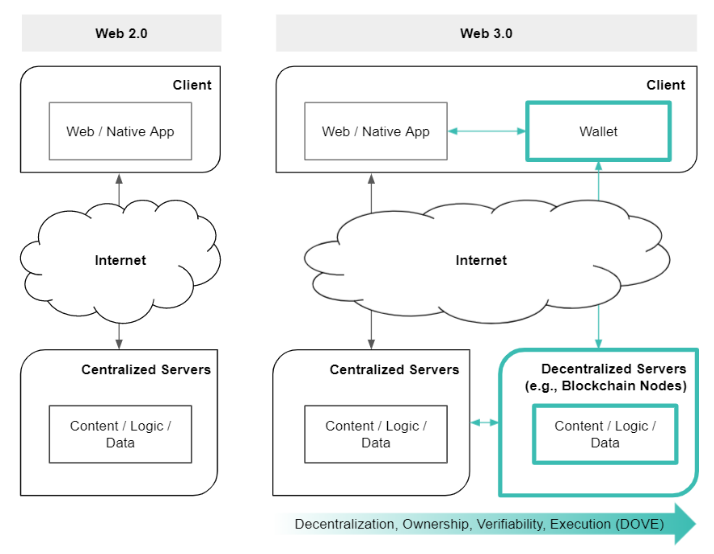 Web 2.0
Client
Web / Native App
Internet
Centralized Servers
Content / Logic /
Data
Web 3.0
Client
Web / Native App
Wallet
Internet
Centralized Servers
Content / Logic /
Data
Decentralized Servers
(e.g., Blockchain Nodes)
Content / Logic /
Data
Decentralization, Ownership, Verifiability, Execution (DOVE)